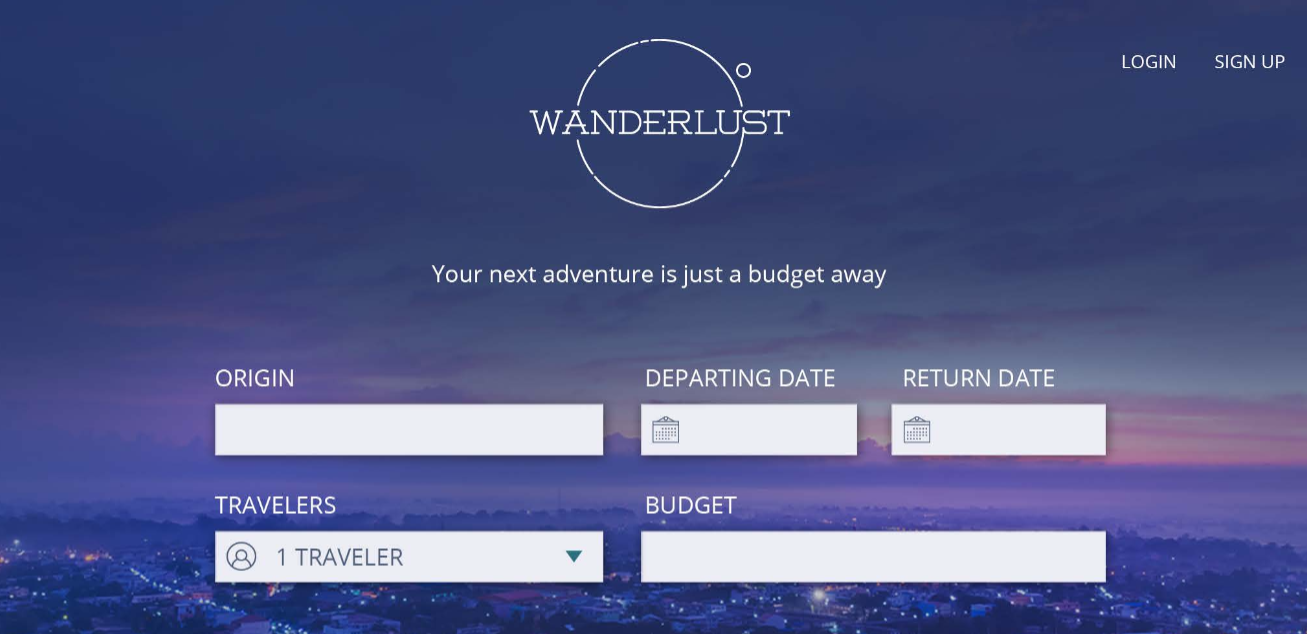 LOGIN SIGN UP
WANDERLUST
Your next adventure is just a budget away
ORIGIN DEPARTING DATE RETURN DATE
TRAVELERS BUDGET
1 TRAVELER